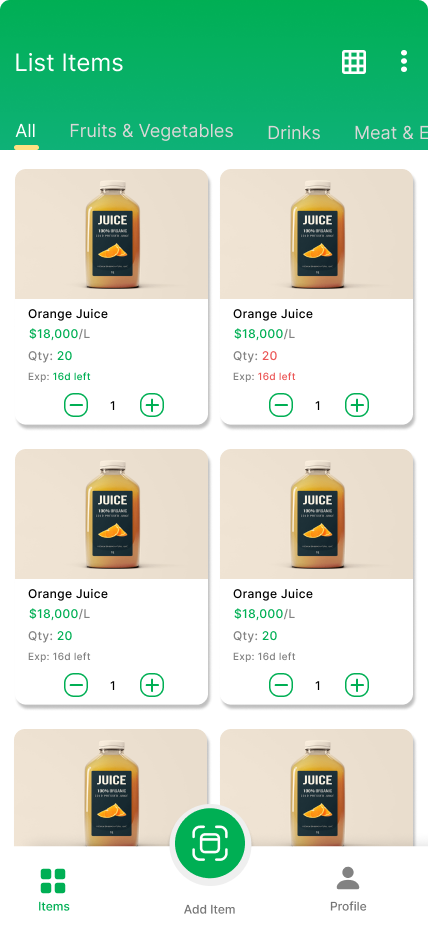 List Items
All Fruits & Vegetables Drinks Meat & E
JUICE
100% ORGANIC
JUICE
100% ORGANIC
Orange Juice
$18,000/L
Qty: 20
Exp: 16d left
1
Orange Juice
$18,000/L
Qty: 20
Exp: 16d left
1
JUICE
100% ORGANIC
JUICE
100% ORGANIC
Orange Juice
$18,000/L
Qty: 20
Exp: 16d left
1
Orange Juice
$18,000/L
Qty: 20
Exp: 16d left
1
JUICE
100% ORGANIC
JUICE
100% ORGANIC
Items
Add Item
Profile